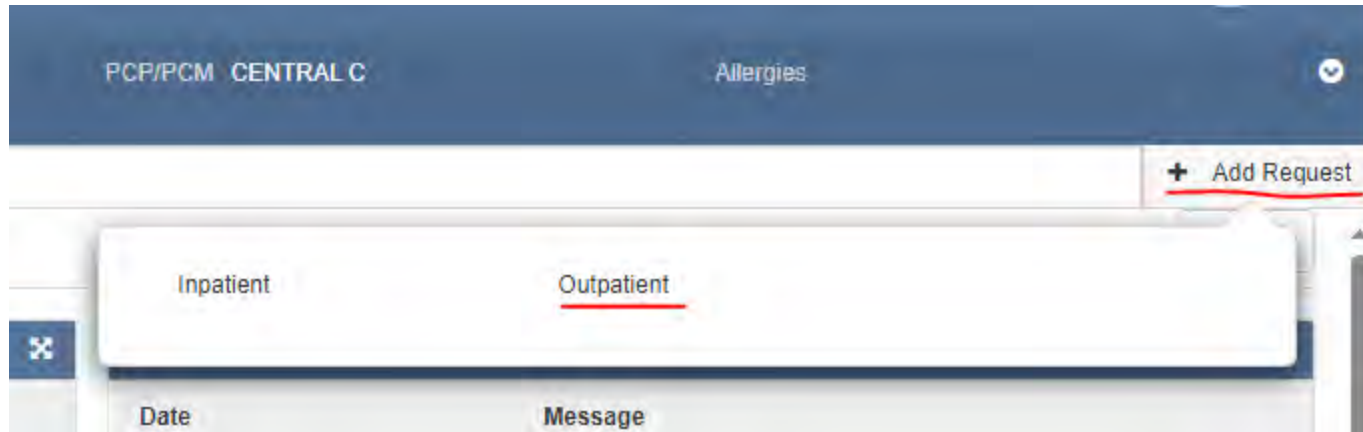 PCP/PCM CENTRAL C Allergies
+ Add Request
Inpatient Outpatient
Date Message